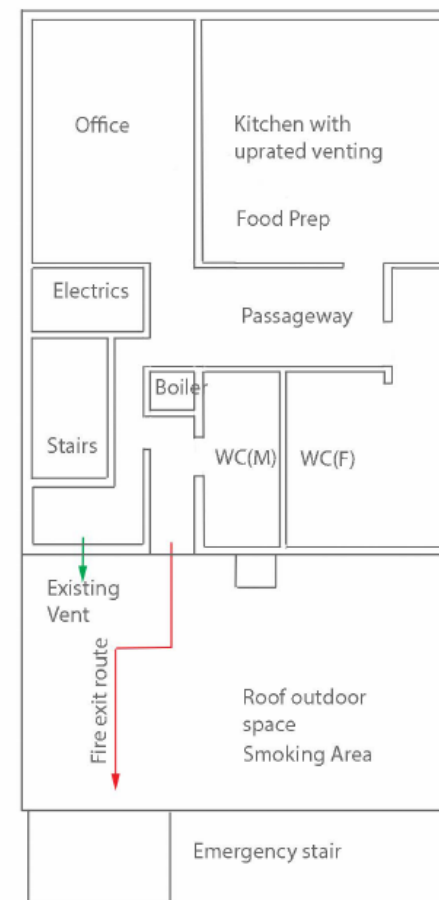 Office
Kitchen with
uprated venting
Food Prep
Electrics
Passageway
Boiler
Stairs
WC(M)
WC(F)
Existing
Vent
Fire exit route
Roof outdoor
space
Smoking Area
Emergency stair